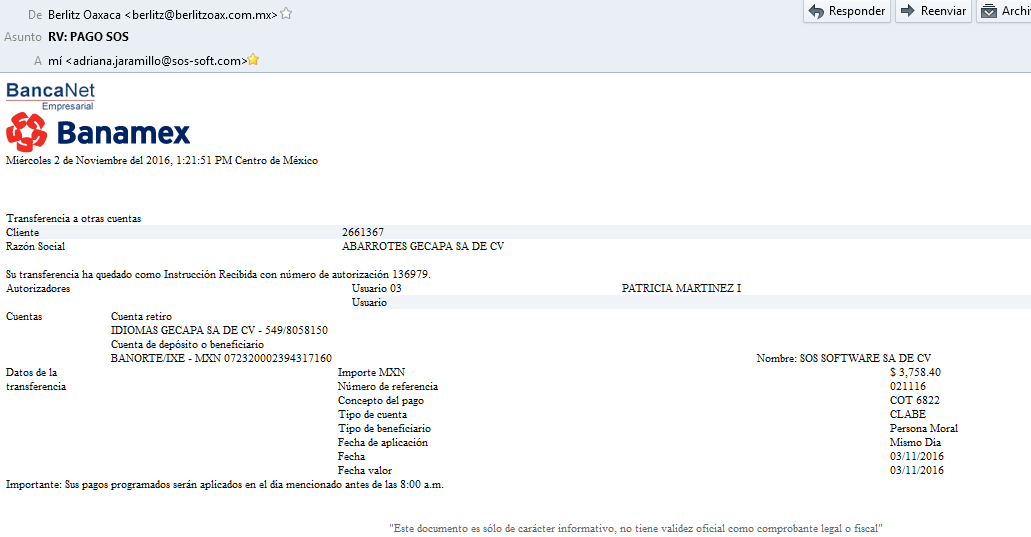 De Berlitz Oaxaca <berlitz@berlitzoax.com.mx>
Responder Reenviar Archi
Asunto RV: PAGO SOS
A mí <adriana.jaramillo@sos-soft.com>
BancaNet
Empresarial
Banamex
Miércoles 2 de Noviembre del 2016, 1:21:51 PM Centro de México
Transferencia a otras cuentas
Cliente 2661367
Razón Social ABARROTES GECAPA SA DE CV
Su transferencia ha quedado como Instrucción Recibida con número de autorización 136979.
Autorizadores Usuario 03 PATRICIA MARTINEZ I
Usuario
Cuentas Cuenta retiro
IDIOMAS GECAPA SA DE CV - 549/8058150
Cuenta de depósito o beneficiario
BANORTE/IXE - MXN 072320002394317160 Nombre: SOS SOFTWARE SA DE CV
Datos de la Importe MXN $ 3,758.40
transferencia Número de referencia 021116
Concepto del pago COT 6822
Tipo de cuenta CLABE
Tipo de beneficiario Persona Moral
Fecha de aplicación Mismo Dia
Fecha 03/11/2016
Fecha valor 03/11/2016
Importante: Sus pagos programados serán aplicados en el dia mencionado antes de las 8:00 a.m.
"Este documento es sólo de carácter informativo, no tiene validez oficial como comprobante legal o fiscal"